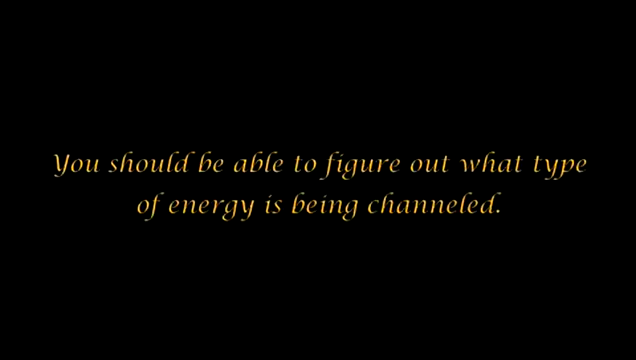 You should be able to figure out what type
of energy is being channeled.